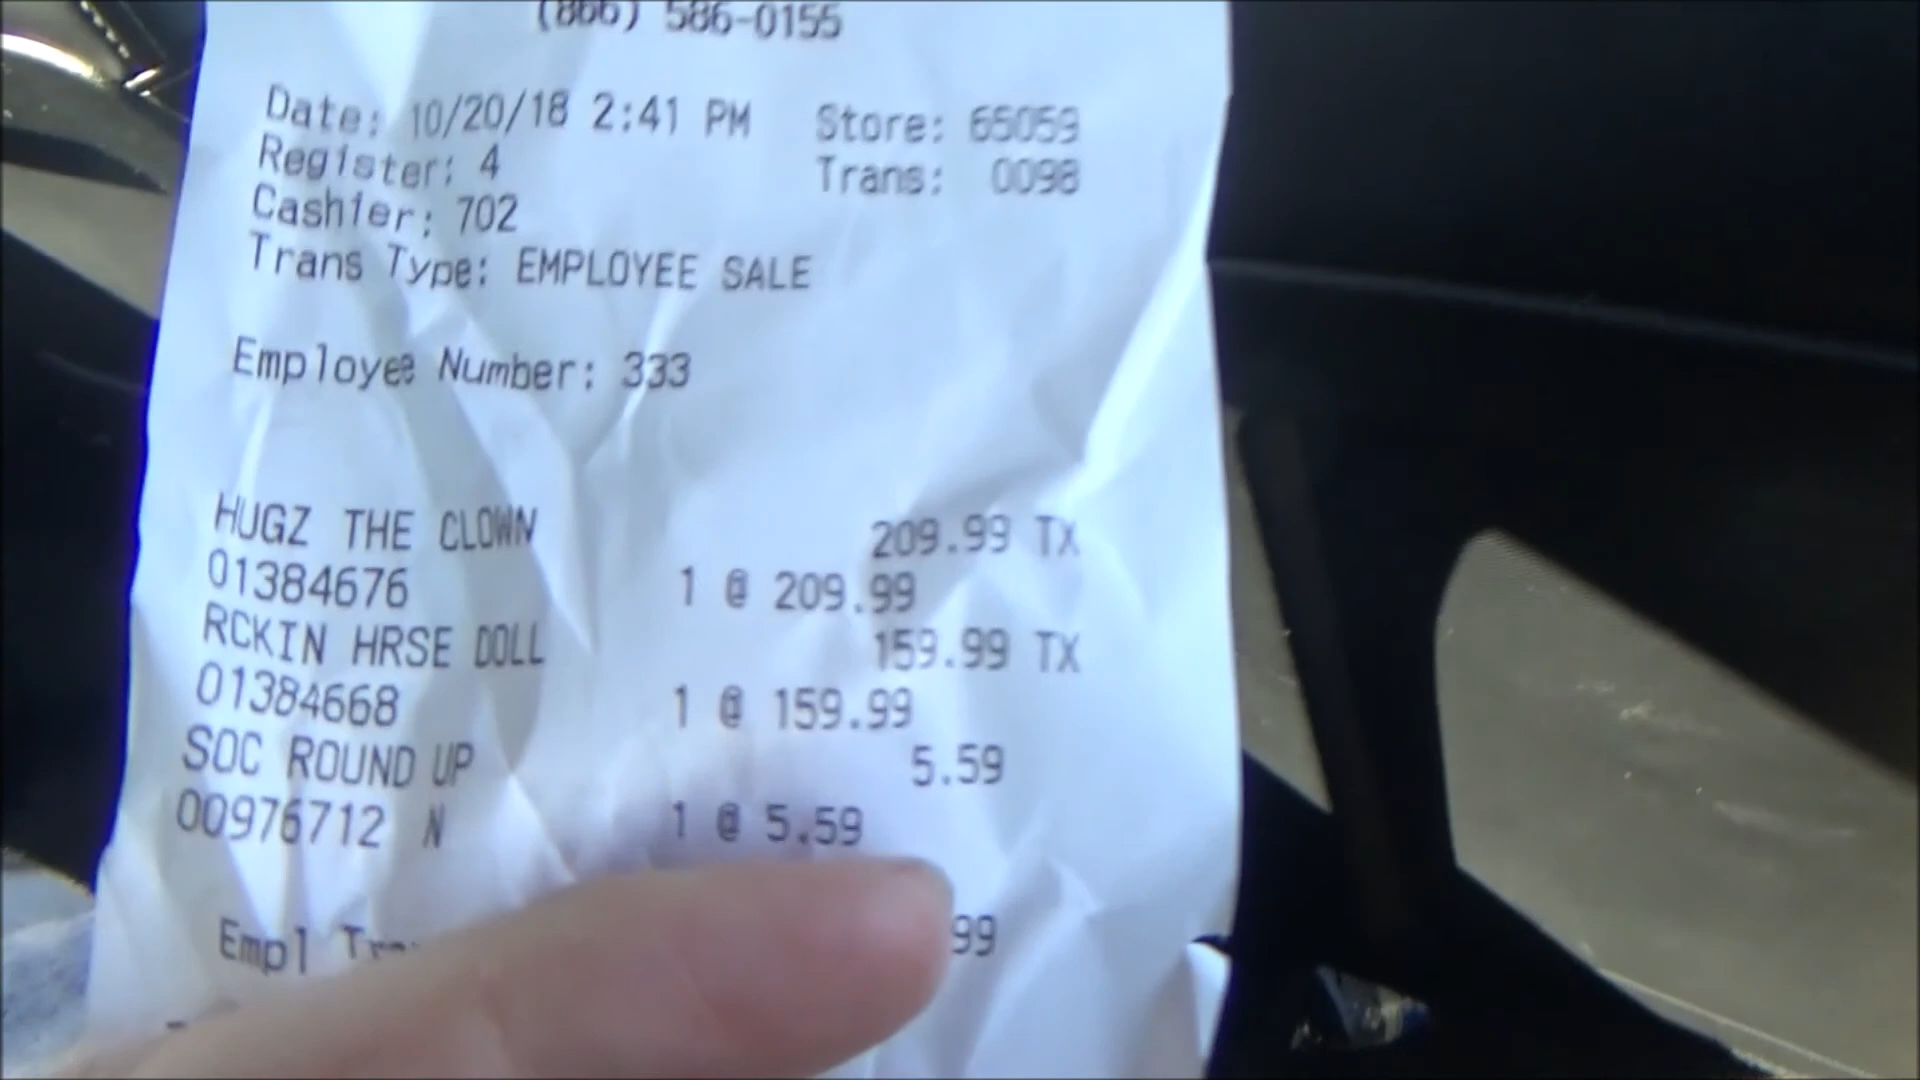 (866) 586-0155
Date: 10/20/18 2:41 PM Store: 65059
Register: 4 Trans: 0098
Cashier: 702
Trans Type: EMPLOYEE SALE
Employee Number: 333
HUGZ THE CLOWN 209.99 TX
01384676 1 @ 209.99
RCKIN HRSE DOLL 159.99 TX
01384668 1 @ 159.99
SOC ROUND UP 5.59
00976712 N 1 @ 5.59
Empl 99